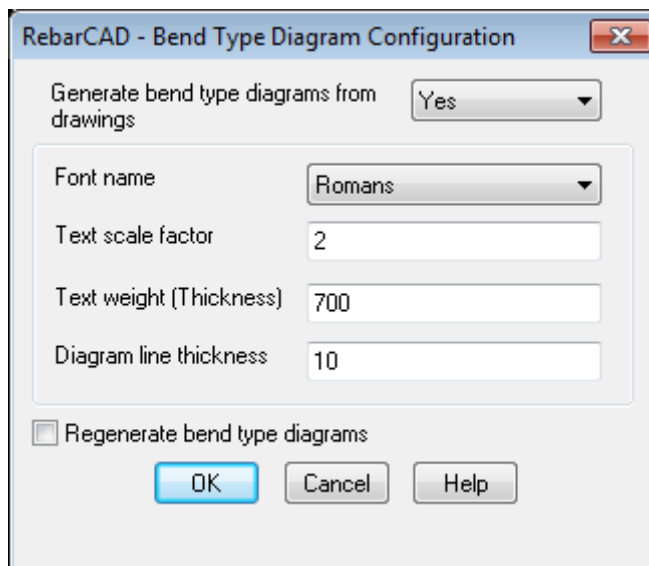 RebarCAD - Bend Type Diagram Configuration
Generate bend type diagrams from
drawings
Yes
Font name
Romans
Text scale factor
2
Text weight (Thickness)
700
Diagram line thickness
10
Regenerate bend type diagrams
OK Cancel Help